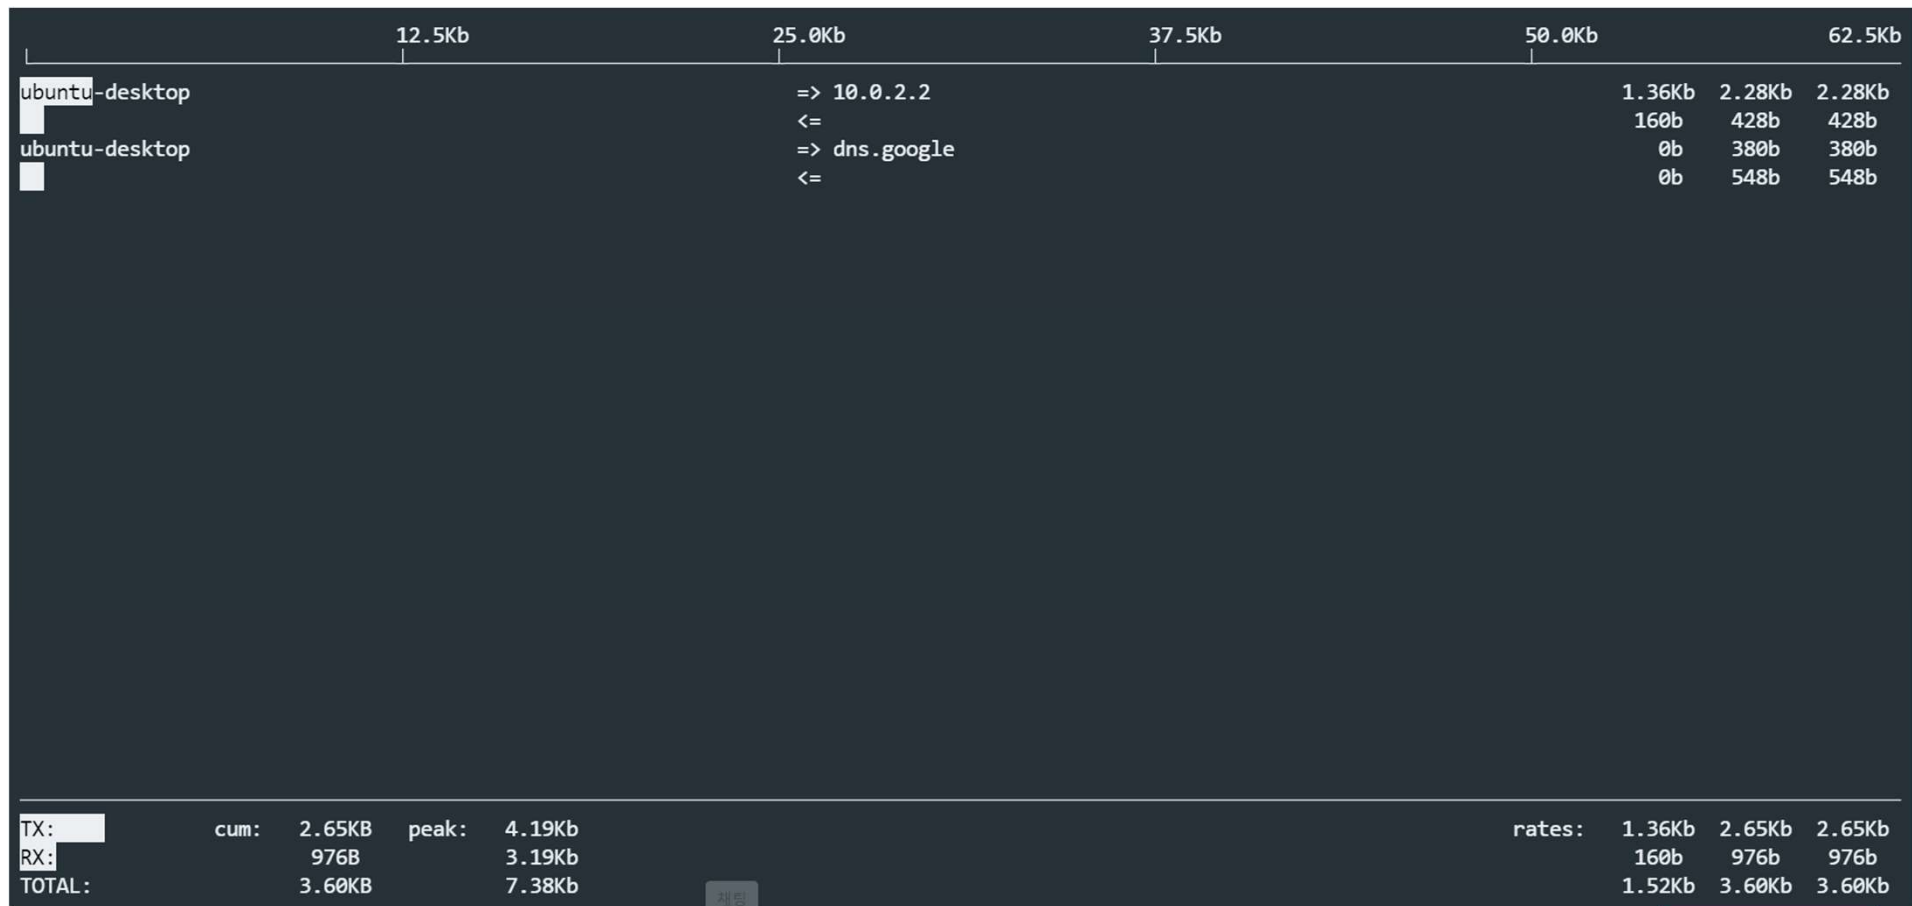 12.5Kb 25.0Kb 37.5Kb 50.0Kb 62.5Kb
ubuntu-desktop => 10.0.2.2 1.36Kb 2.28Kb 2.28Kb
<= 160b 428b 428b
ubuntu-desktop => dns.google 0b 380b 380b
<= 0b 548b 548b
TX: cum: 2.65KB peak: 4.19Kb rates: 1.36Kb 2.65Kb 2.65Kb
RX: 976B 3.19Kb 160b 976b 976b
TOTAL: 3.60KB 7.38Kb 1.52Kb 3.60Kb 3.60Kb